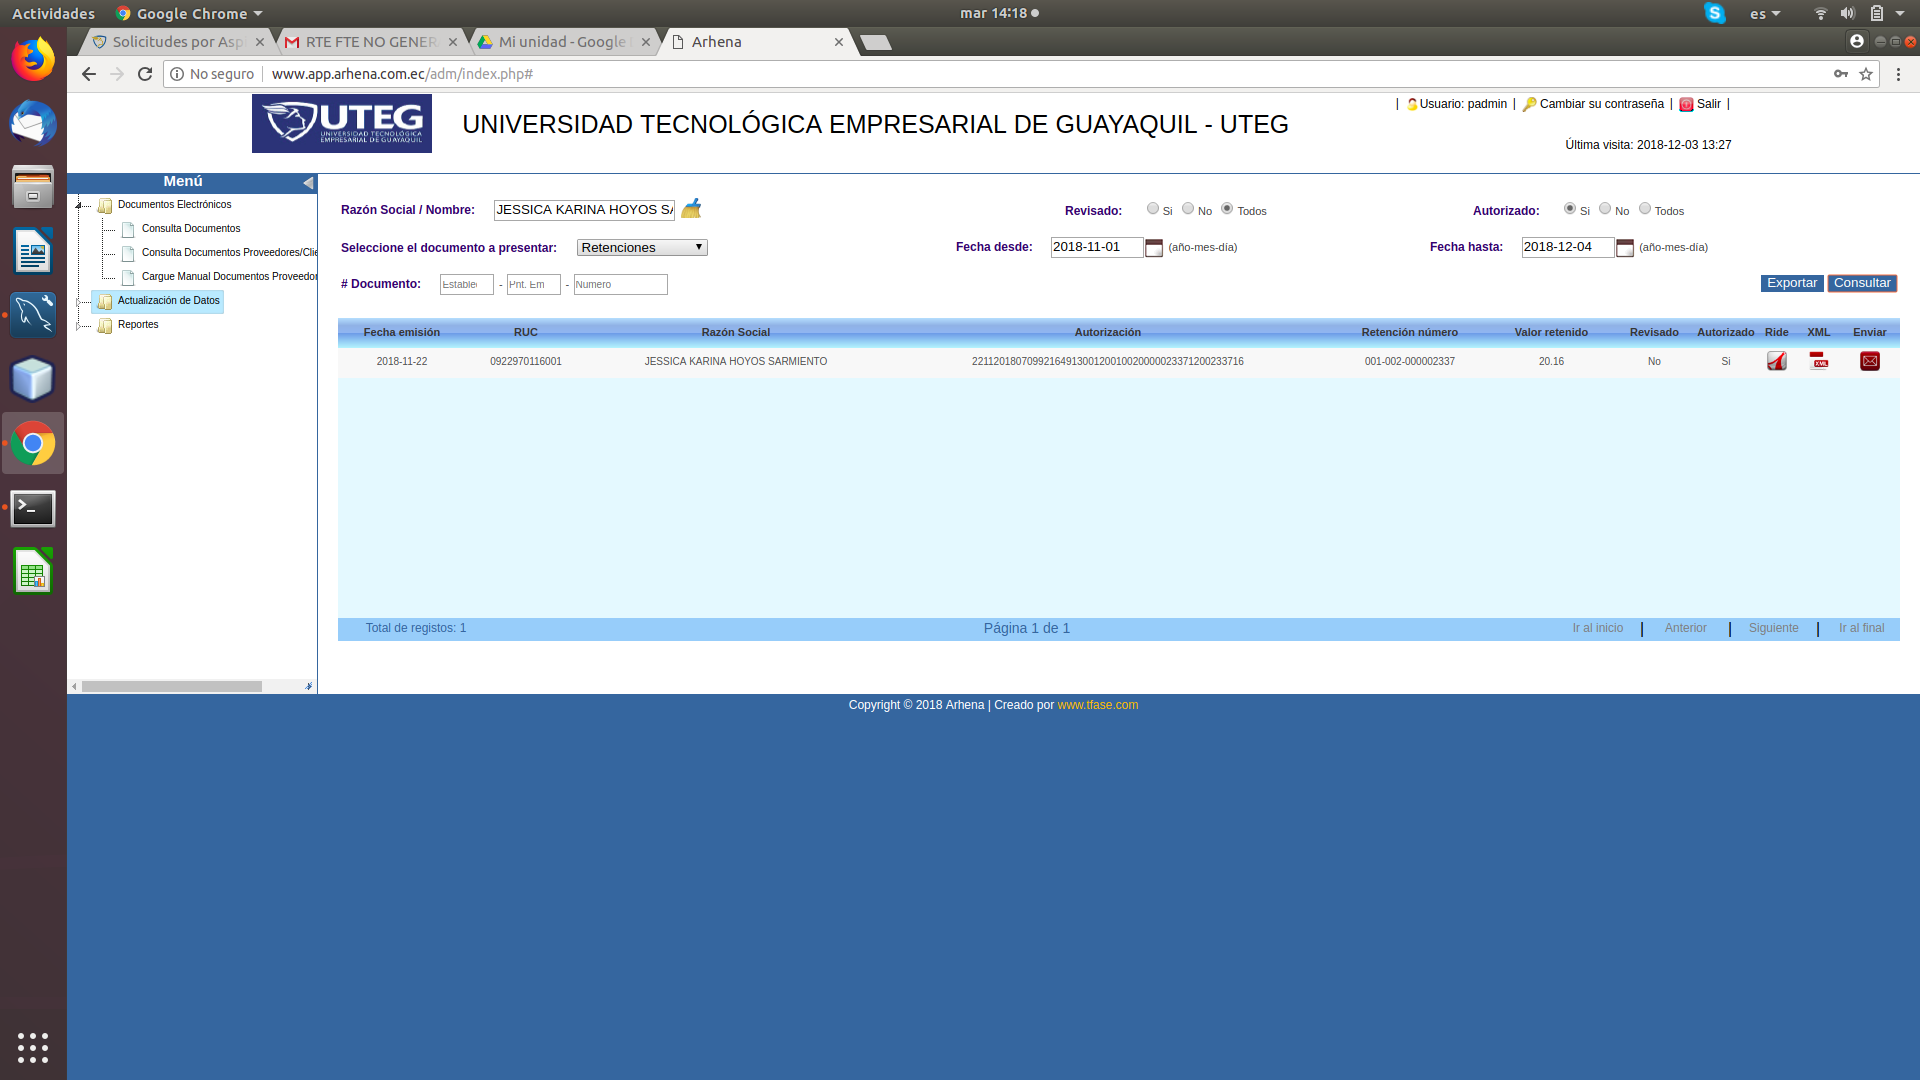 Actividades Google Chrome mar 14:18 es
Solicitudes por Asp RTE FTE NO GENER Mi unidad - Google Arhena
No seguro www.app.arhena.com.ec/adm/index.php#
UTEG
UNIVERSIDAD TECNOLÓGICA
EMPRESARIAL DE GUAYAQUIL
UNIVERSIDAD TECNOLÓGICA EMPRESARIAL DE GUAYAQUIL - UTEG
| Usuario: padmin | Cambiar su contraseña | Salir |
Última visita: 2018-12-03 13:27
Menú
Documentos Electrónicos
Consulta Documentos
Consulta Documentos Proveedores/Clie
Cargue Manual Documentos Proveedor
Actualización de Datos
Reportes
Razón Social / Nombre: JESSICA KARINA HOYOS SA Revisado: Si No Todos Autorizado: Si No Todos
Seleccione el documento a presentar: Retenciones Fecha desde: 2018-11-01 (año-mes-día) Fecha hasta: 2018-12-04 (año-mes-día)
# Documento: Establec - Pnt. Em - Numero Exportar Consultar
Fecha emisión RUC Razón Social Autorización Retención número Valor retenido Revisado Autorizado Ride XML Enviar
2018-11-22 0922970116001 JESSICA KARINA HOYOS SARMIENTO 2211201807099216491300120010020000023371200233716 001-002-000002337 20.16 No Si XML
Total de registos: 1 Página 1 de 1 Ir al inicio | Anterior | Siguiente | Ir al final
Copyright © 2018 Arhena | Creado por www.tfase.com